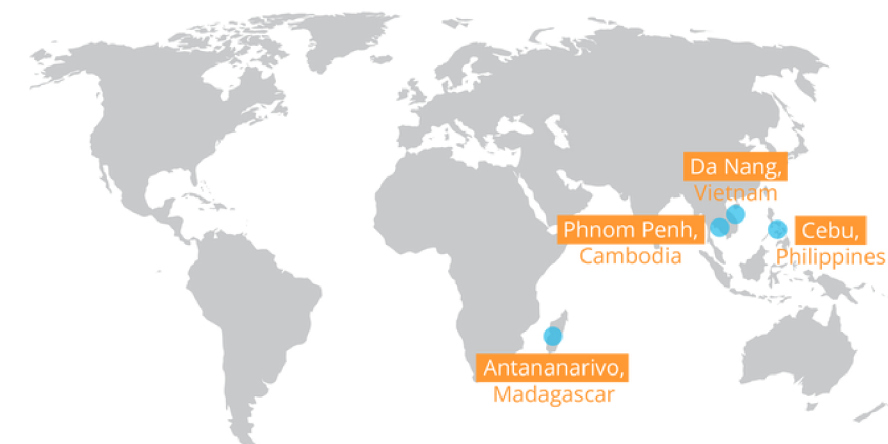 Da Nang,
Vietnam
Phnom Penh,
Cambodia
Cebu,
Philippines
Antananarivo,
Madagascar